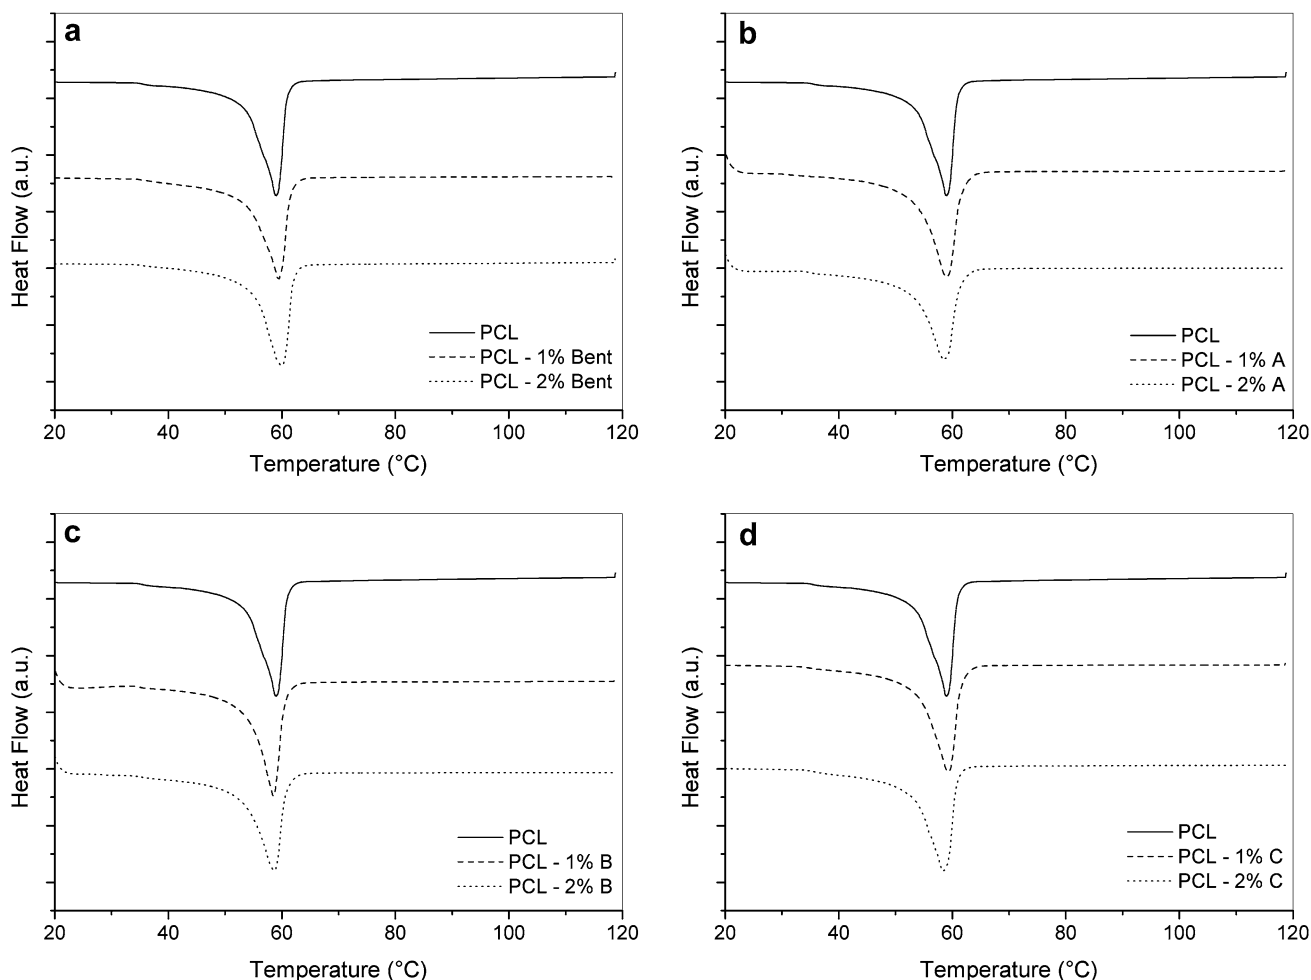 a
Heat Flow (a.u.)
PCL
PCL - 1% Bent
PCL - 2% Bent
20 40 60 80 100 120
Temperature (°C)
b
Heat Flow (a.u.)
PCL
PCL - 1% A
PCL - 2% A
20 40 60 80 100 120
Temperature (°C)
c
Heat Flow (a.u.)
PCL
PCL - 1% B
PCL - 2% B
20 40 60 80 100 120
Temperature (°C)
d
Heat Flow (a.u.)
PCL
PCL - 1% C
PCL - 2% C
20 40 60 80 100 120
Temperature (°C)